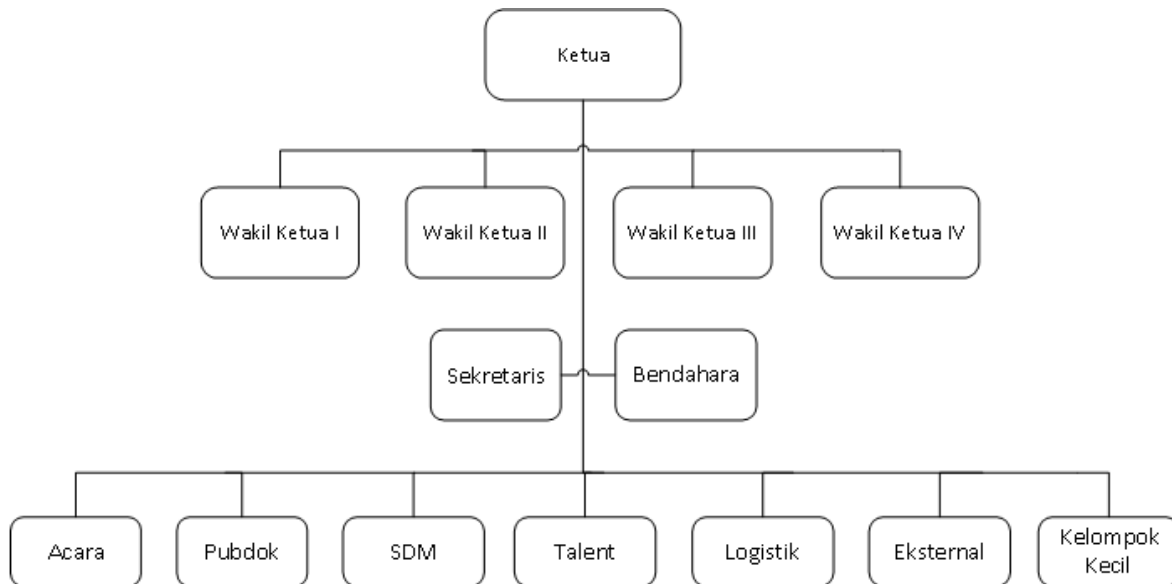 Ketua
Wakil Ketua I
Wakil Ketua II
Wakil Ketua III
Wakil Ketua IV
Sekretaris
Bendahara
Acara
Pubdok
SDM
Talent
Logistik
Eksternal
Kelompok
Kecil